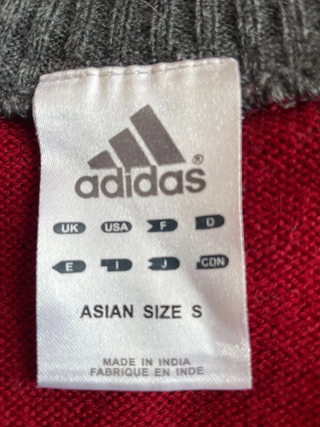 adidas®
UK USA F D
E I J CDN
ASIAN SIZE S
MADE IN INDIA
FABRIQUE EN INDE